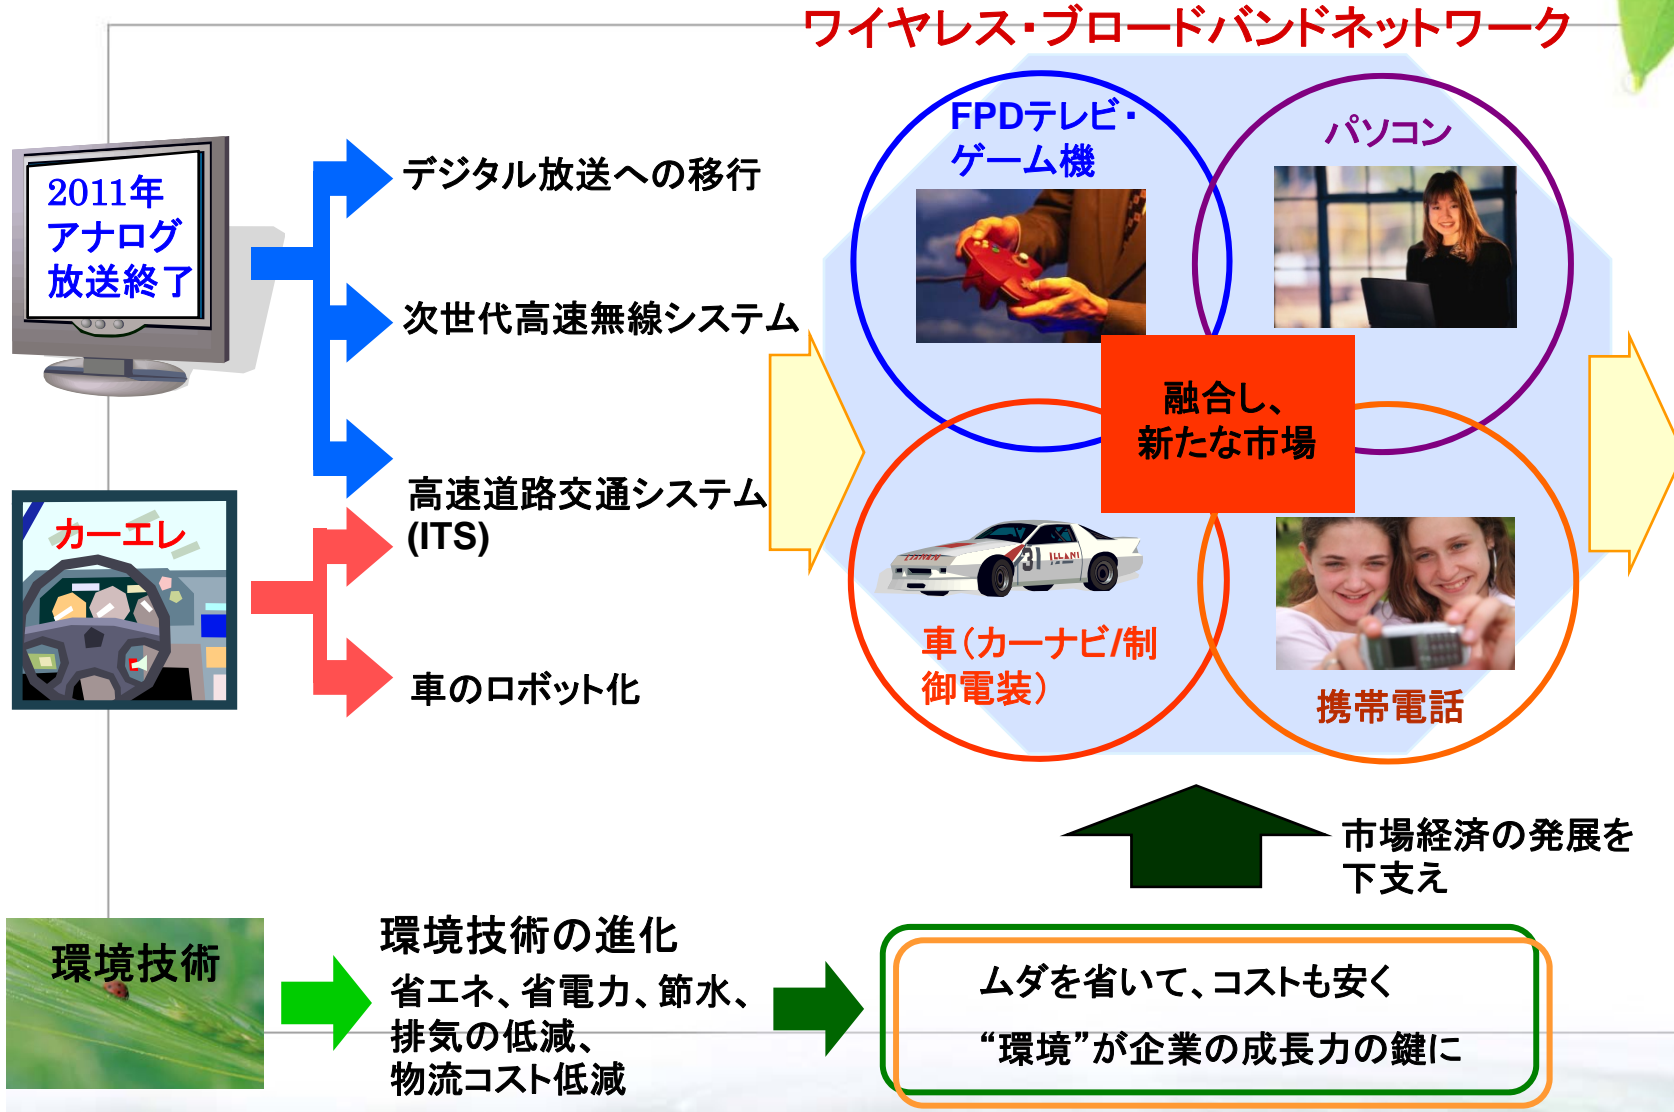 ワイヤレス・ブロードバンドネットワーク
2011年
アナログ
放送終了
デジタル放送への移行
次世代高速無線システム
高速道路交通システム
(ITS)
カーエレ
車のロボット化
FPDテレビ・
ゲーム機
パソコン
融合し、
新たな市場
31
ILLANI
車（カーナビ/制
御電装）
携帯電話
市場経済の発展を
下支え
環境技術
環境技術の進化
省エネ、省電力、節水、
排気の低減、
物流コスト低減
ムダを省いて、コストも安く
“環境”が企業の成長力の鍵に